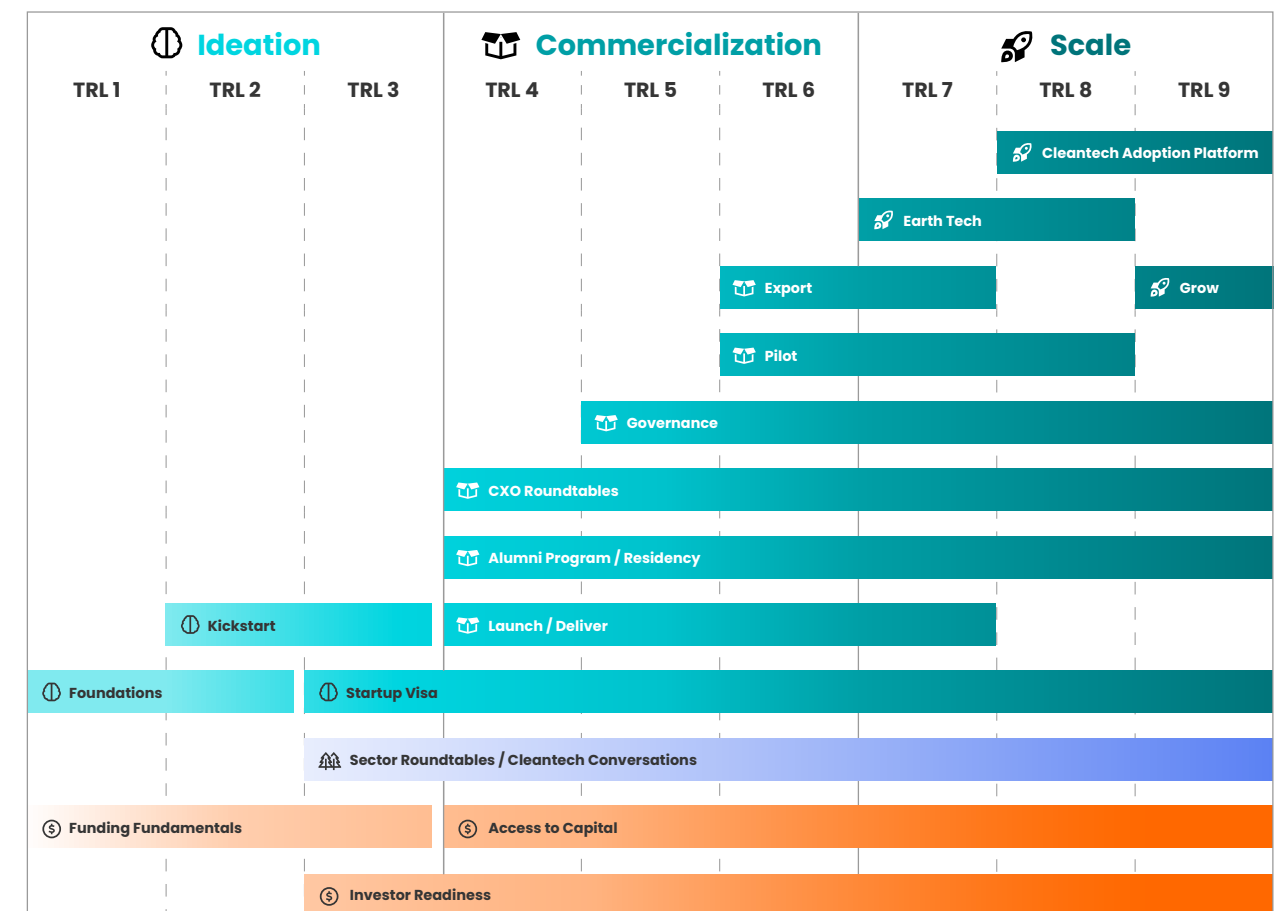 Ideation
Commercialization
Scale
TRL 1
TRL 2
TRL 3
TRL 4
TRL 5
TRL 6
TRL 7
TRL 8
TRL 9
Cleantech Adoption Platform
Earth Tech
Export
Grow
Pilot
Governance
CXO Roundtables
Alumni Program / Residency
Kickstart
Launch / Deliver
Foundations
Startup Visa
Sector Roundtables / Cleantech Conversations
$ Funding Fundamentals
$ Access to Capital
$ Investor Readiness